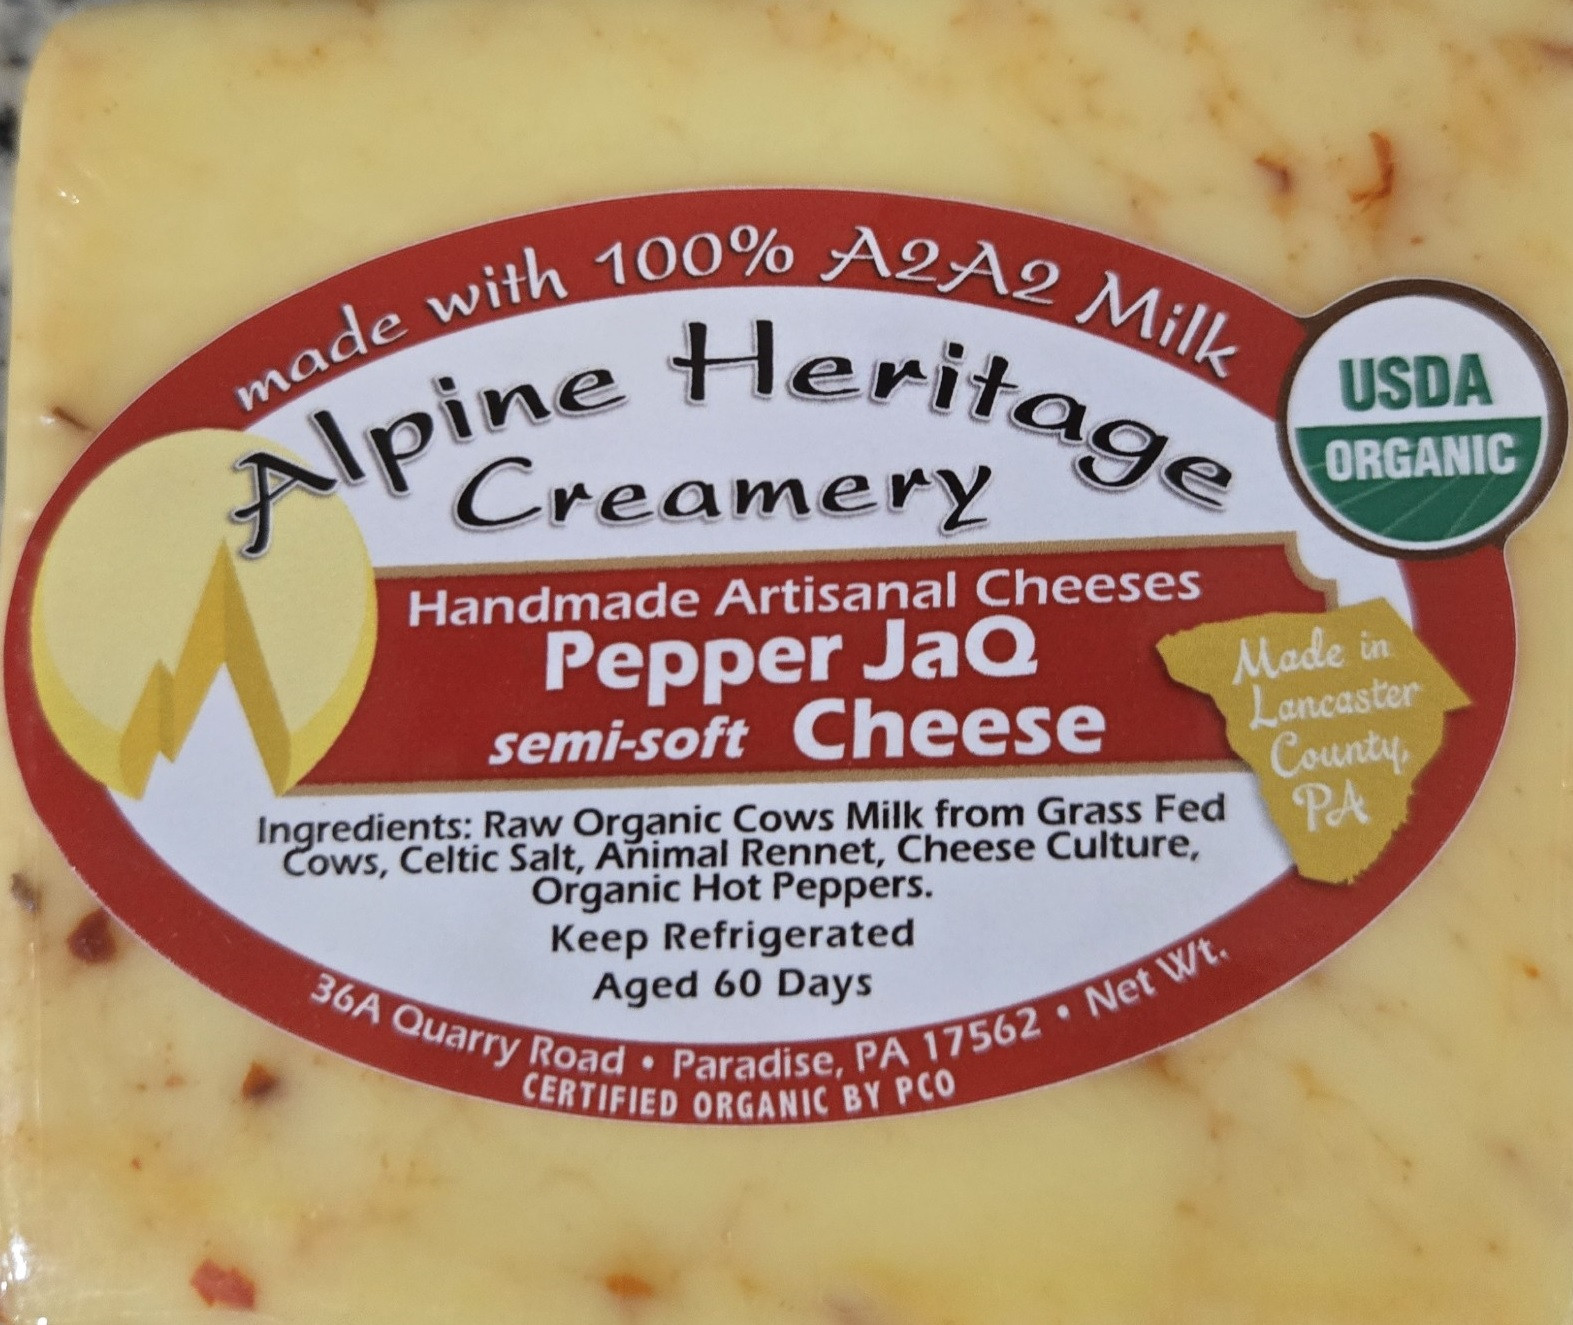 made with 100% A2A2 Milk
Alpine Heritage
Creamery
USDA
ORGANIC
Handmade Artisanal Cheeses
Pepper JaQ
semi-soft Cheese
Made in
Lancaster
County,
PA
Ingredients: Raw Organic Cows Milk from Grass Fed
Cows, Celtic Salt, Animal Rennet, Cheese Culture,
Organic Hot Peppers.
Keep Refrigerated
Aged 60 Days
36A Quarry Road • Paradise, PA 17562 • Net Wt.
CERTIFIED ORGANIC BY PCO